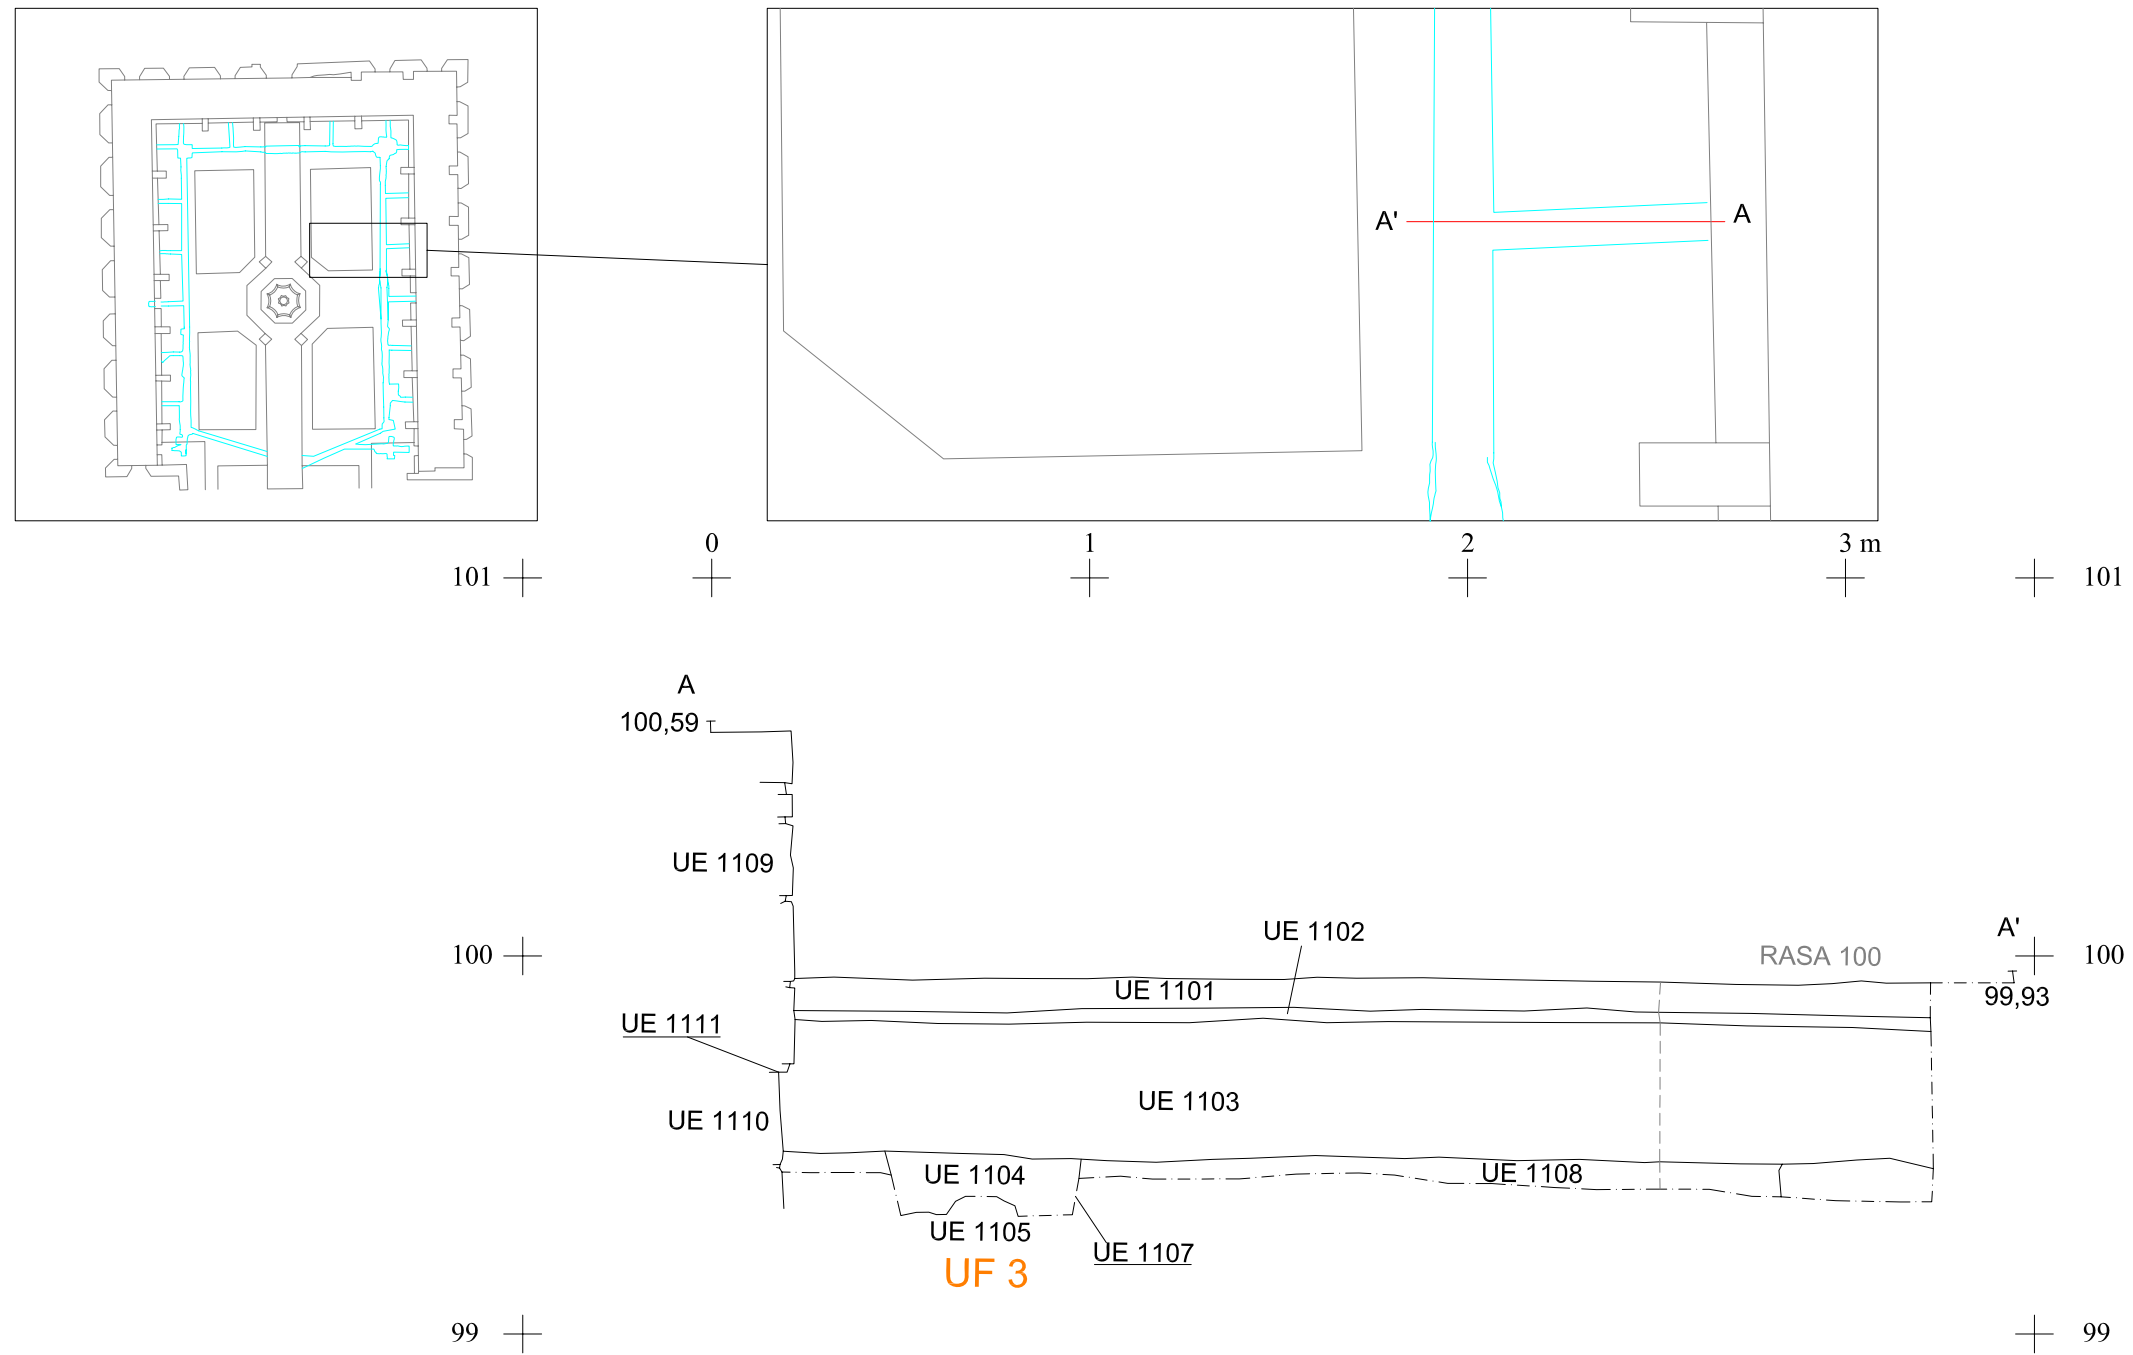 A' A
0 1 2 3 m
101 101
A
100,59
UE 1109
UE 1102
A'
100 RASA 100 100
UE 1101
99,93
UE 1111
UE 1103
UE 1110
UE 1104 UE 1108
UE 1105
UE 1107
UF 3
99 99